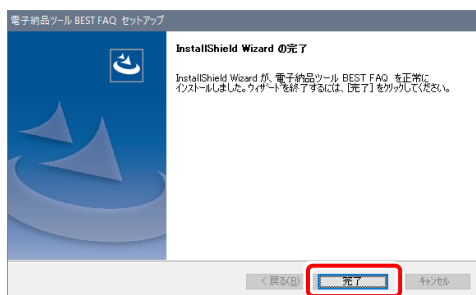 電子納品ツール BEST FAQ セットアップ
InstallShield Wizard の完了
InstallShield Wizard が、電子納品ツール BEST FAQ を正常に
インストールしました。ウィザードを終了するには、[完了] をクリックしてください。
< 戻る(B)
完了
キャンセル